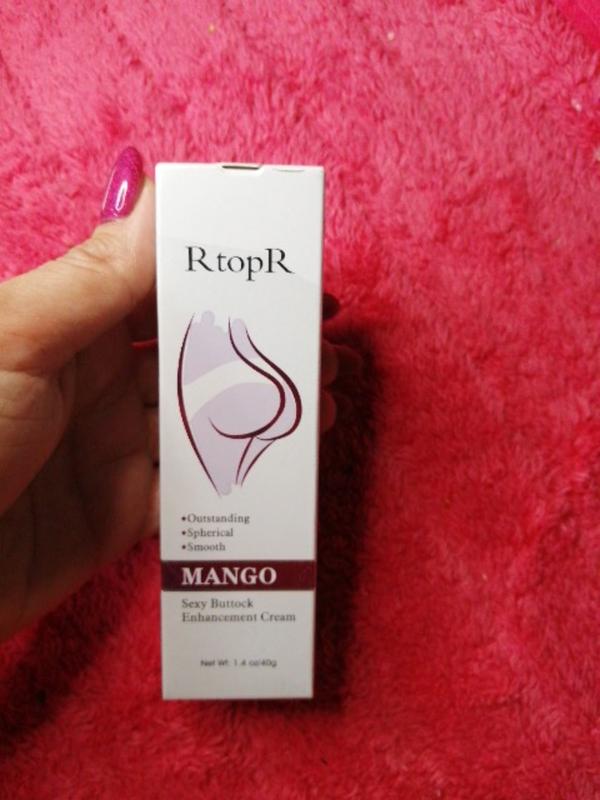 RtopR
•Outstanding
•Spherical
•Smooth
MANGO
Sexy Buttock
Enhancement Cream
Net Wt: 1.4 oz/40g